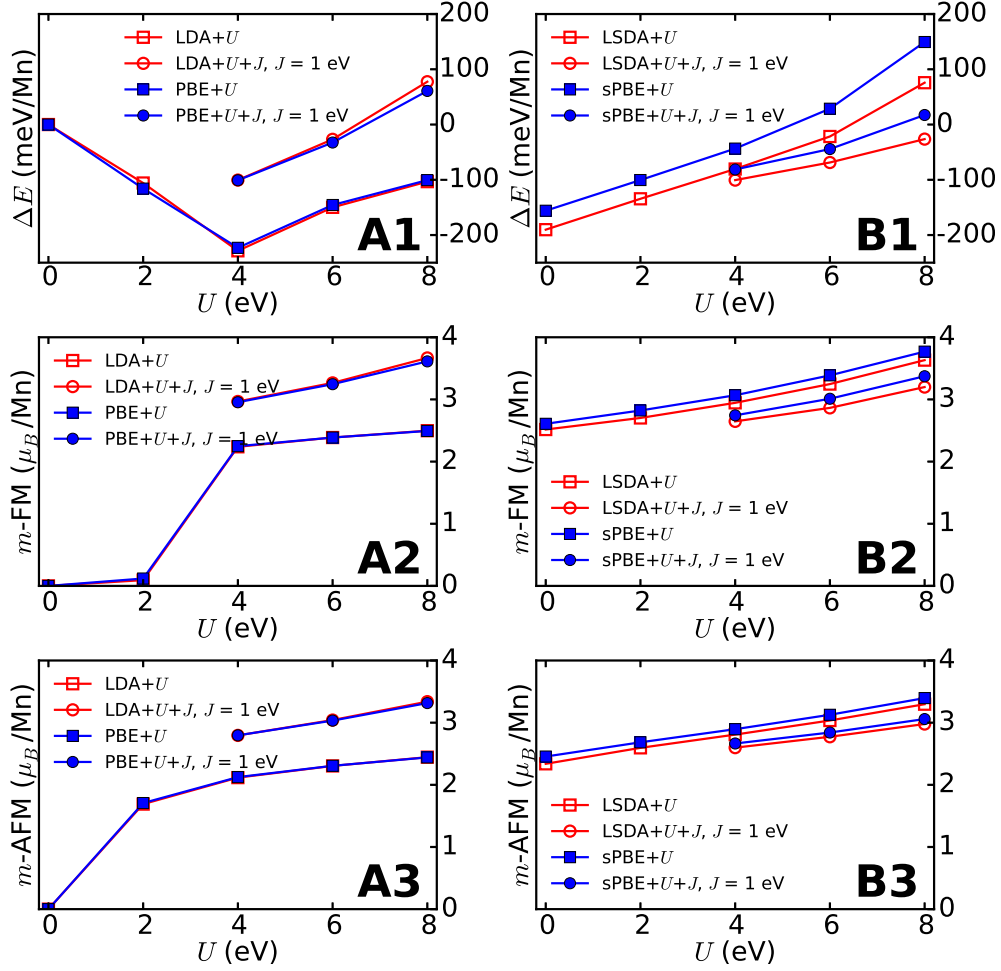 ΔE (meV/Mn)
LDA+U
LDA+U+J, J = 1 eV
PBE+U
PBE+U+J, J = 1 eV
200
100
0
-100
-200
A1
0 2 4 6 8
U (eV)
ΔE (meV/Mn)
LSDA+U
LSDA+U+J, J = 1 eV
sPBE+U
sPBE+U+J, J = 1 eV
200
100
0
-100
-200
B1
0 2 4 6 8
U (eV)
m-FM (μB/Mn)
LDA+U
LDA+U+J, J = 1 eV
PBE+U
PBE+U+J, J = 1 eV
4
3
2
1
0
A2
0 2 4 6 8
U (eV)
m-FM (μB/Mn)
LSDA+U
LSDA+U+J, J = 1 eV
sPBE+U
sPBE+U+J, J = 1 eV
4
3
2
1
0
B2
0 2 4 6 8
U (eV)
m-AFM (μB/Mn)
LDA+U
LDA+U+J, J = 1 eV
PBE+U
PBE+U+J, J = 1 eV
4
3
2
1
0
A3
0 2 4 6 8
U (eV)
m-AFM (μB/Mn)
LSDA+U
LSDA+U+J, J = 1 eV
sPBE+U
sPBE+U+J, J = 1 eV
4
3
2
1
0
B3
0 2 4 6 8
U (eV)